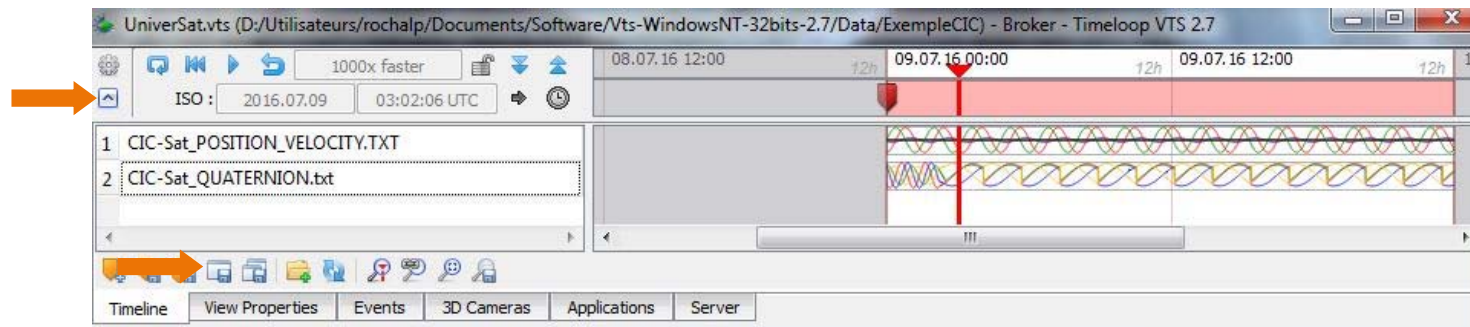 UniverSat.vts (D:/Utilisateurs/rochalp/Documents/Software/Vts-WindowsNT-32bits-2.7/Data/ExempleCIC) - Broker - Timeloop VTS 2.7
1000x faster
08.07.16 12:00 12h 09.07.16 00:00 12h 09.07.16 12:00 12h 1
ISO : 2016.07.09 03:02:06 UTC
1 CIC-Sat_POSITION_VELOCITY.TXT
2 CIC-Sat_QUATERNION.txt
Timeline View Properties Events 3D Cameras Applications Server